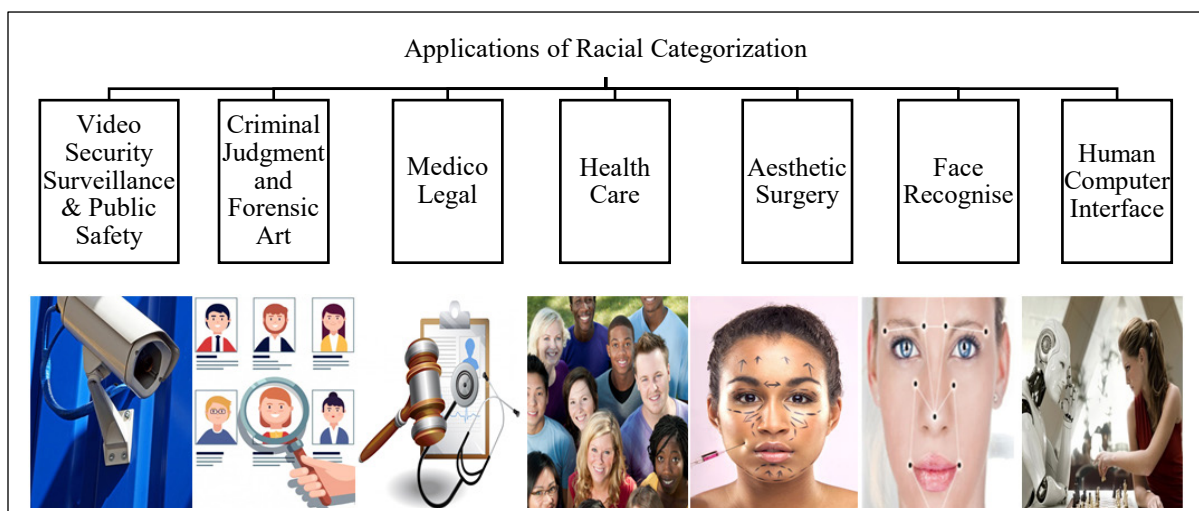 Applications of Racial Categorization
Video
Security
Surveillance
& Public
Safety
Criminal
Judgment
and
Forensic
Art
Medico
Legal
Health
Care
Aesthetic
Surgery
Face
Recognise
Human
Computer
Interface